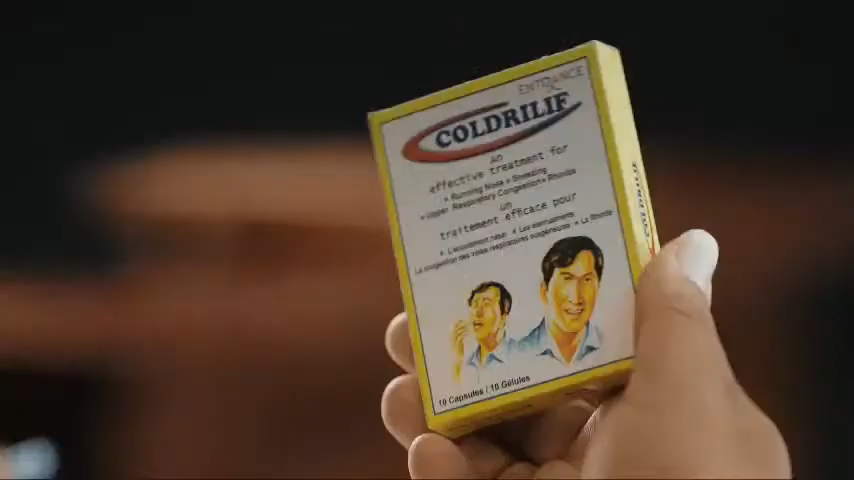 ENTRANCE
COLDRILIF
An
effective treatment for
Running Nose Sneezing
Upper Respiratory Congestion Rhinitis
un
traitement efficace pour
L'écoulement nasal Les éternuements
La congestion des voies respiratoires La Rhinite
10 Capsules / 10 Gélules
COLDRILIF